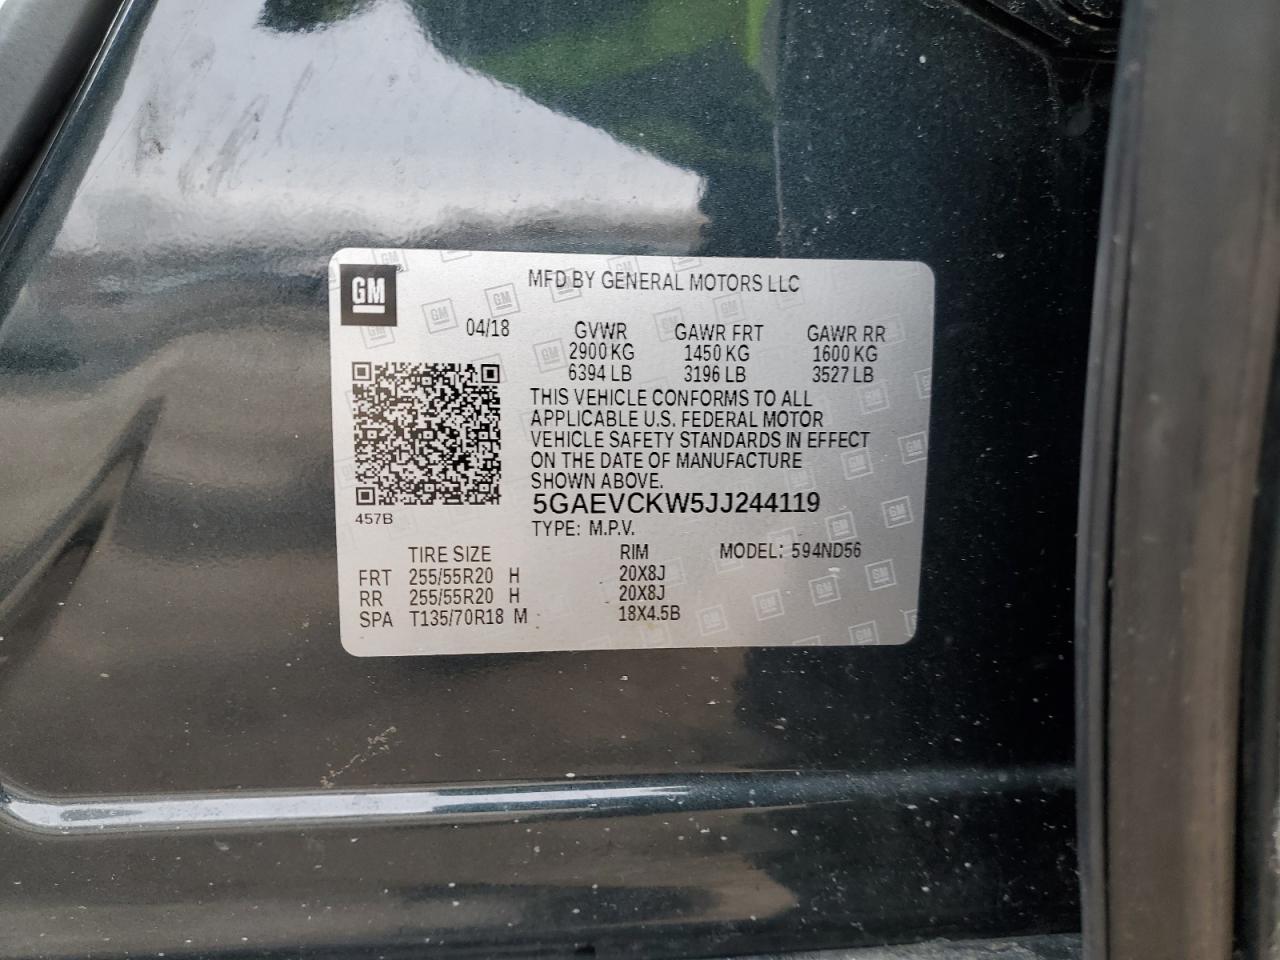 GM
MFD BY GENERAL MOTORS LLC
04/18 GVWR GAWR FRT GAWR RR
2900 KG 1450 KG 1600 KG
6394 LB 3196 LB 3527 LB
THIS VEHICLE CONFORMS TO ALL
APPLICABLE U.S. FEDERAL MOTOR
VEHICLE SAFETY STANDARDS IN EFFECT
ON THE DATE OF MANUFACTURE
SHOWN ABOVE.
5GAEVCKW5JJ244119
457B
TYPE: M.P.V.
TIRE SIZE RIM MODEL: 594ND56
FRT 255/55R20 H 20X8J
RR 255/55R20 H 20X8J
SPA T135/70R18 M 18X4.5B